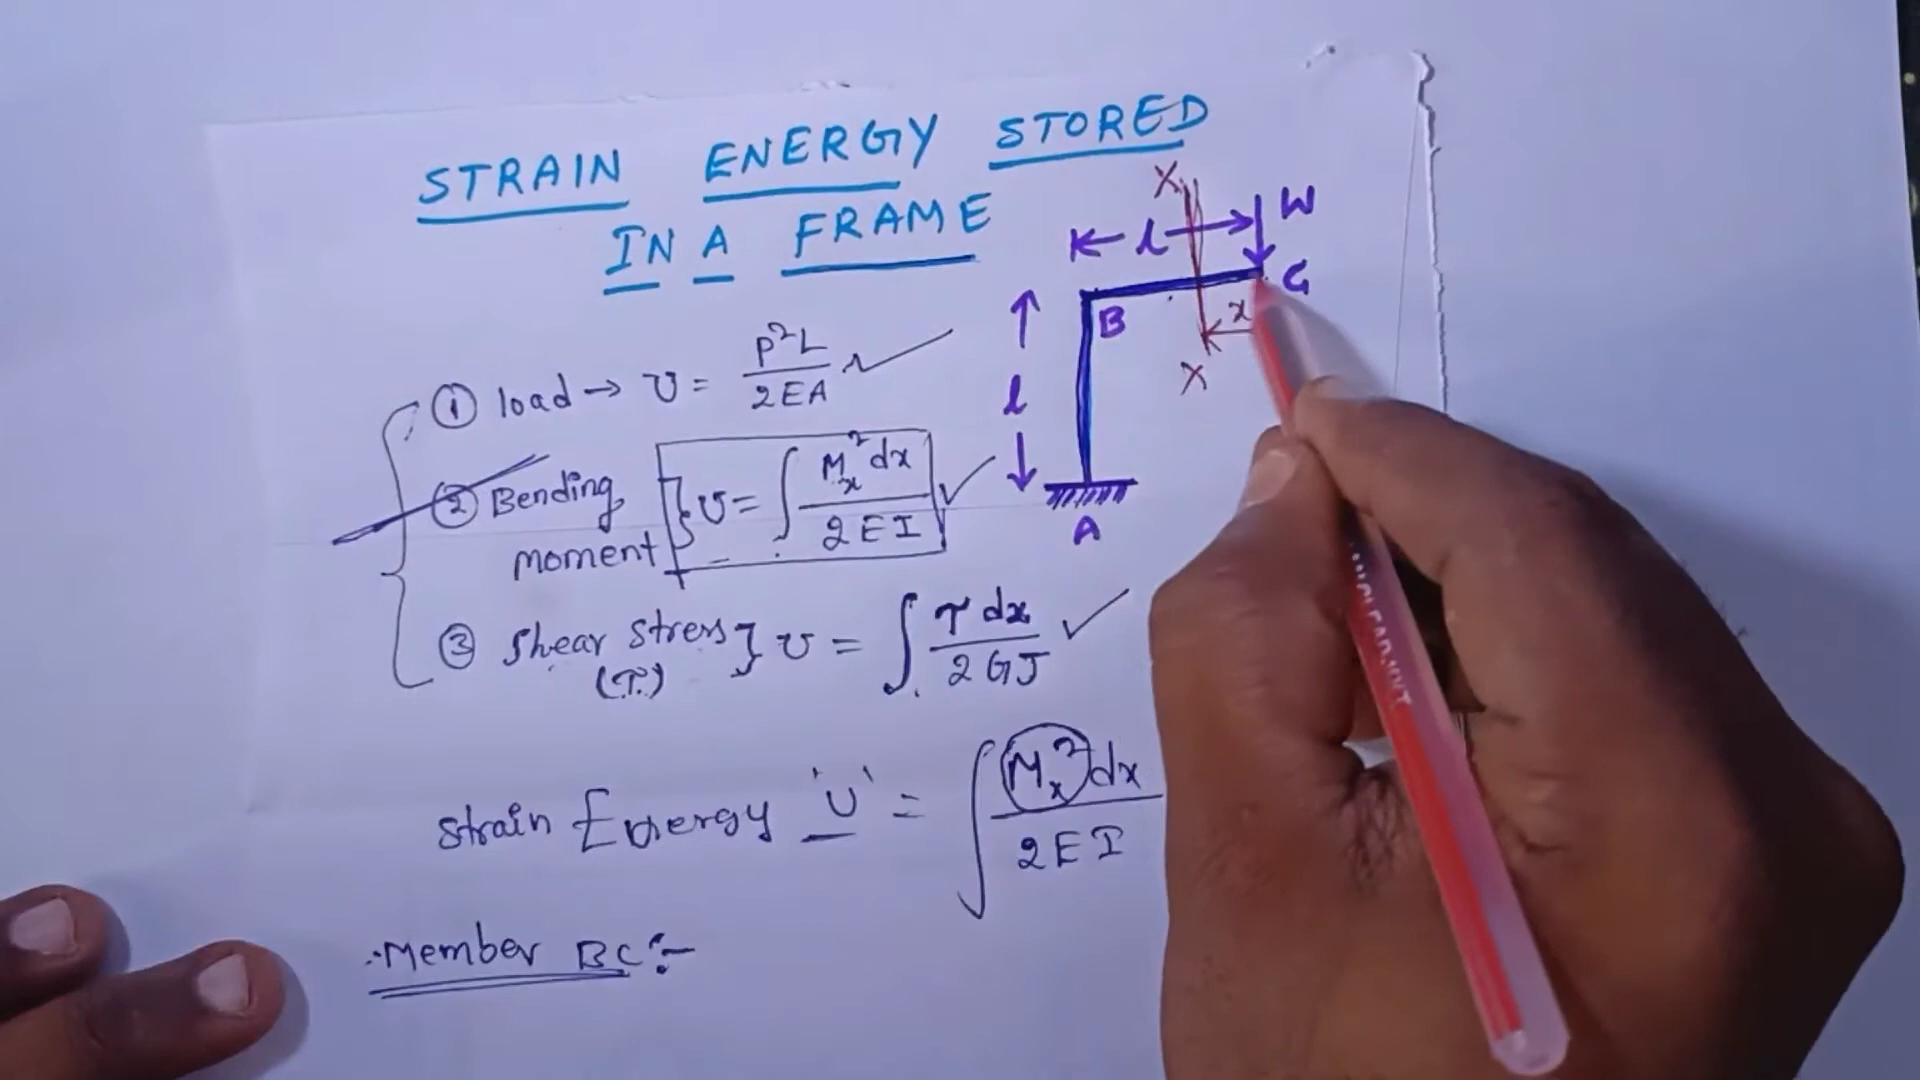 STRAIN ENERGY STORED
IN A FRAME
① load → U = P²L / 2EA
② Bending moment } U = ∫ Mx² dx / 2EI
③ Shear stress (τ) } U = ∫ τ dx / 2GJ
X
l
W
B
C
x
X
l
A
Strain Energy 'U' = ∫ Mx² dx / 2EI
Member BC:-